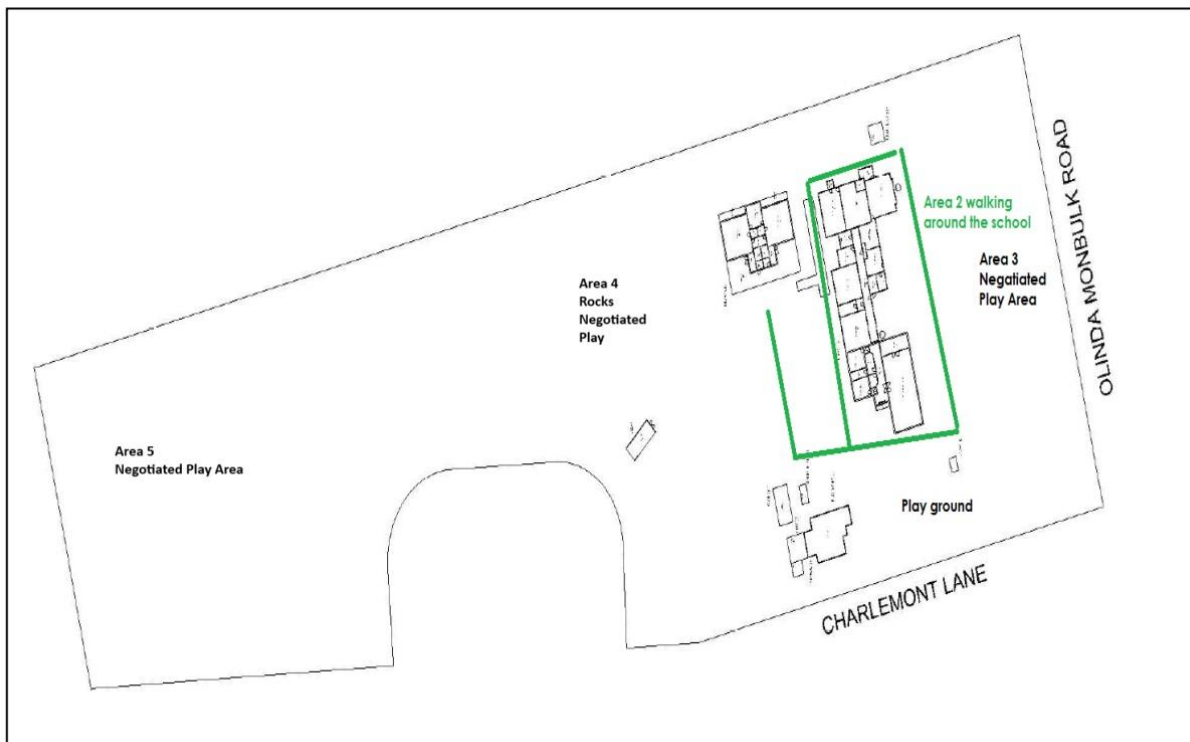 OLINDA MONBULK ROAD
Area 2 walking
around the school
Area 3
Negatiated
Play Area
Area 4
Rocks
Negotiated
Play
Area 5
Negotiated Play Area
Play ground
CHARLEMONT LANE